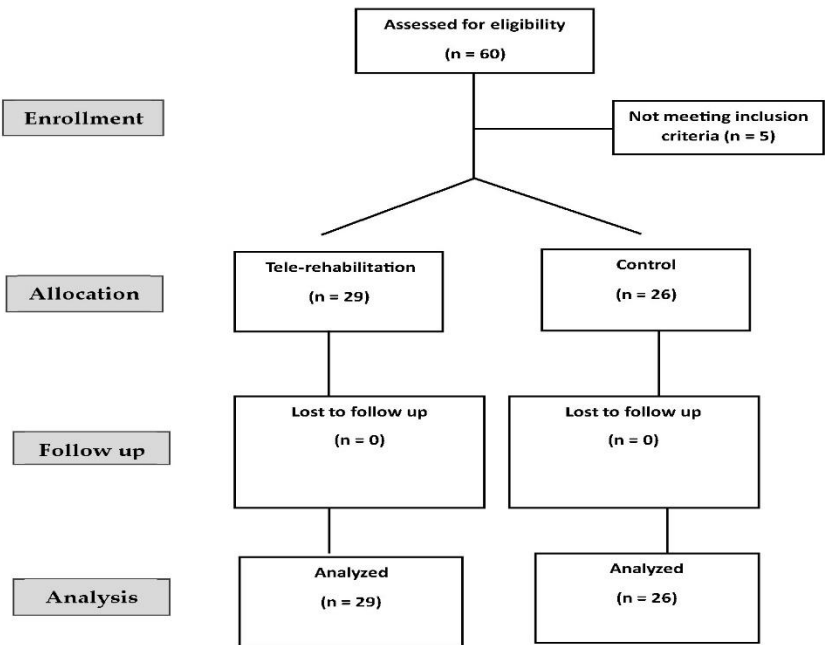 Assessed for eligibility
(n = 60)
Enrollment
Not meeting inclusion
criteria (n = 5)
Allocation
Tele-rehabilitation
(n = 29)
Control
(n = 26)
Follow up
Lost to follow up
(n = 0)
Lost to follow up
(n = 0)
Analysis
Analyzed
(n = 29)
Analyzed
(n = 26)